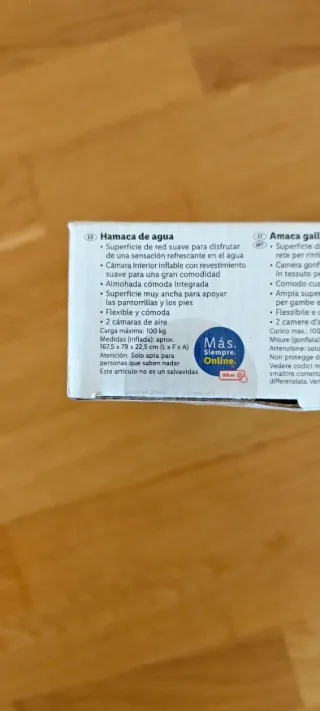 ES Hamaca de agua
• Superficie de red suave para disfrutar
de una sensación refrescante en el agua
• Cámara interior inflable con revestimiento
suave para una gran comodidad
• Almohada cómoda integrada
• Superficie muy ancha para apoyar
las pantorrillas y los pies
• Flexible y cómoda
• 2 cámaras de aire
Carga máxima: 100 kg
Medidas (inflada): aprox.
167,5 x 79 x 22,5 cm (L x F x A)
Atención: Solo apta para
personas que saben nadar
Este artículo no es un salvavidas
Más.
Siempre.
Online.
IT MT Amaca gall
• Superficie d
rete per rinf
• Camera gonf
in tessuto pe
• Comodo cus
• Ampia super
per gambe e
• Flessibile e c
• 2 camere d'a
Carico max.: 100
Misure (gonfiata)
Attenzione: solo
Non protegge d
Vedere codici m
smaltire corretta
differenziata. Ver